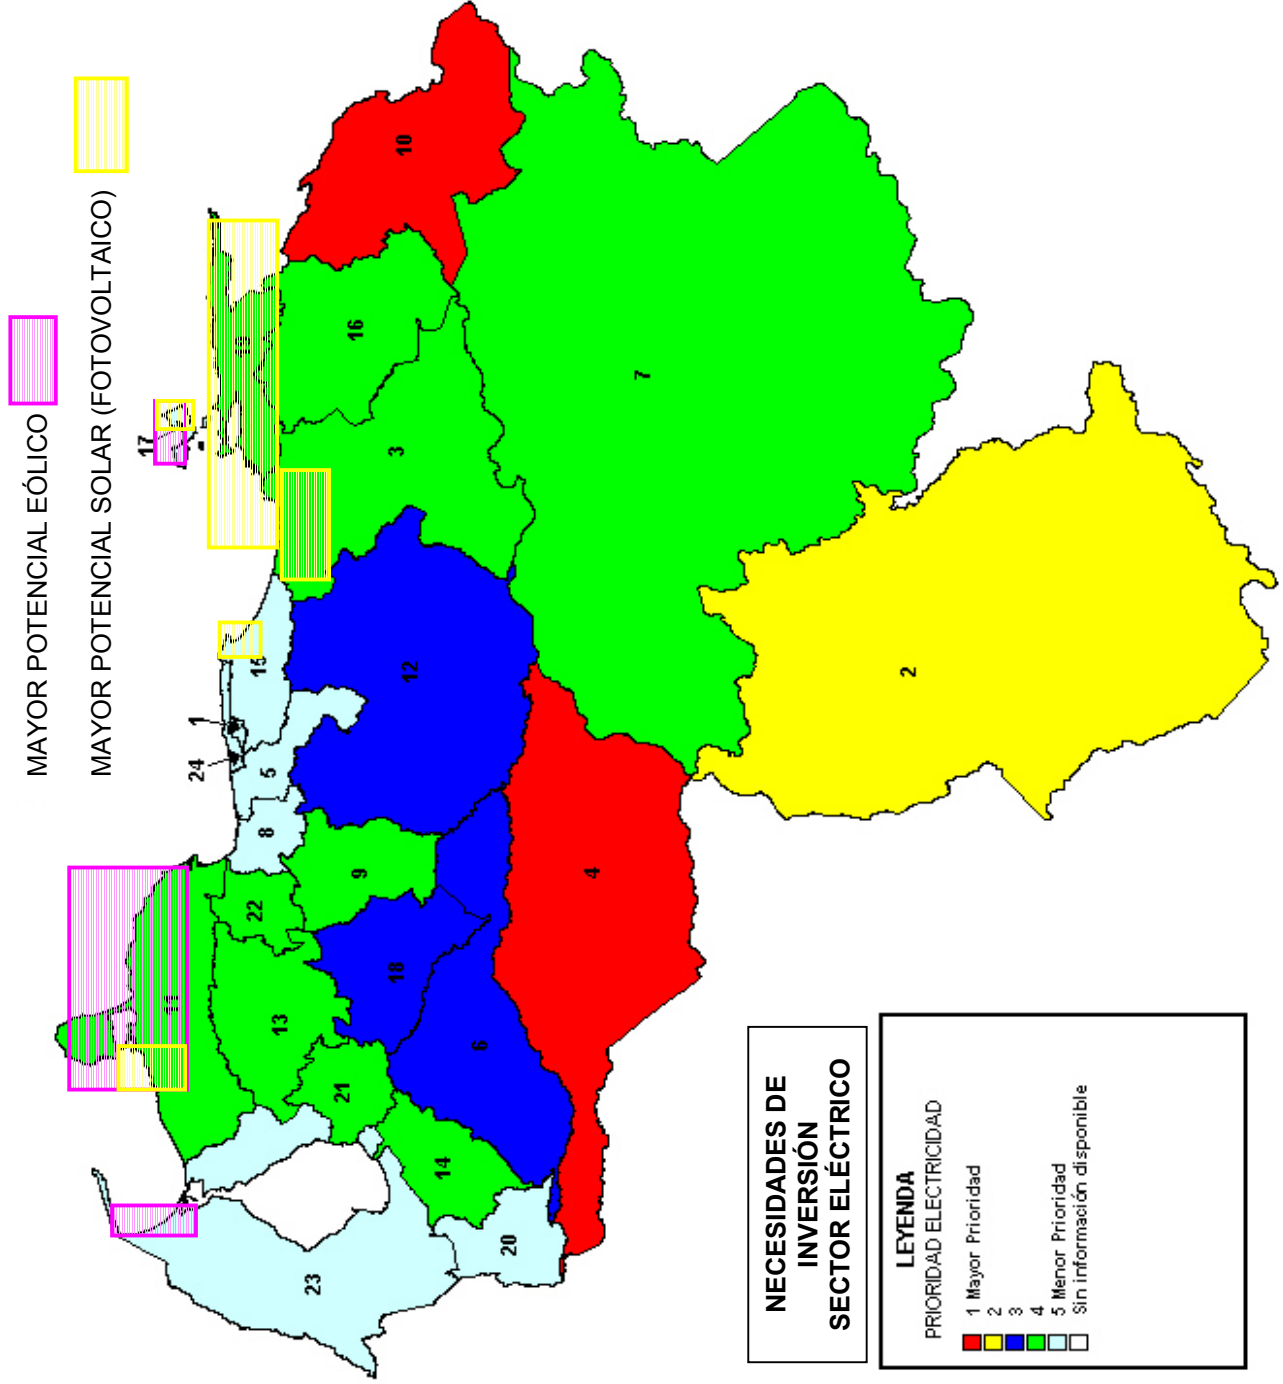 MAYOR POTENCIAL EÓLICO
MAYOR POTENCIAL SOLAR (FOTOVOLTAICO)
23
20
14
21
13
11
22
18
6
9
8
5
24
1
15
12
4
17
3
16
10
7
2
NECESIDADES DE
INVERSIÓN
SECTOR ELÉCTRICO
LEYENDA
PRIORIDAD ELECTRICIDAD
1 Mayor Prioridad
2
3
4
5 Menor Prioridad
Sin información disponible